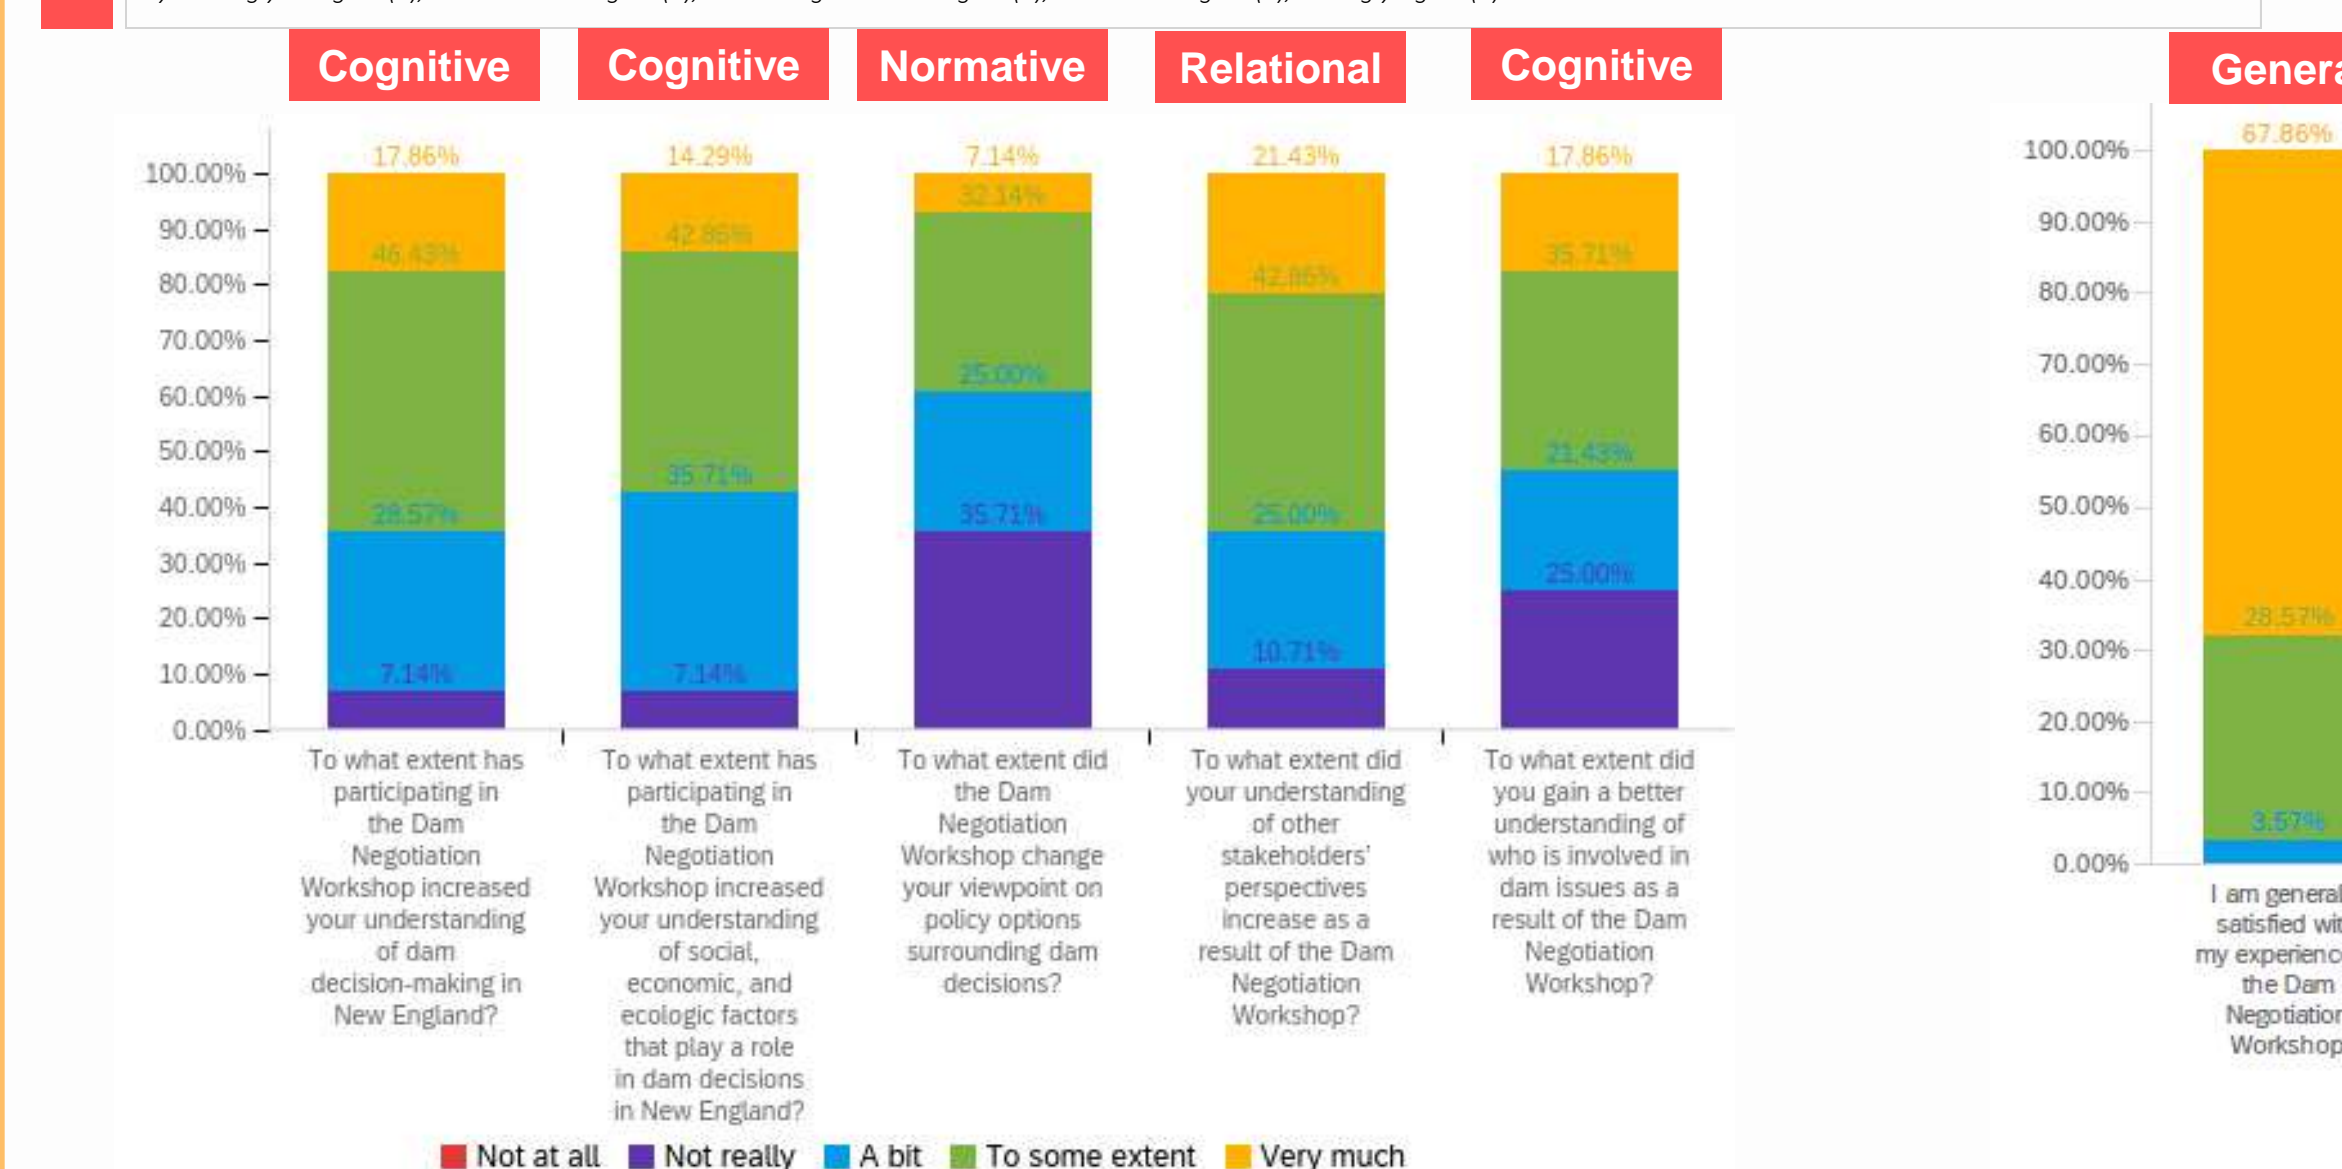 Cognitive
Cognitive
Normative
Relational
Cognitive
Genera
17.86%
14.29%
7.14%
21.43%
17.86%
100.00%
90.00%
80.00%
70.00%
60.00%
50.00%
40.00%
30.00%
20.00%
10.00%
0.00%
46.43%
28.57%
7.14%
42.86%
35.71%
7.14%
32.14%
25.00%
35.71%
42.86%
25.00%
10.71%
35.71%
21.43%
25.00%
To what extent has
participating in
the Dam
Negotiation
Workshop increased
your understanding
of dam
decision-making in
New England?
To what extent has
participating in
the Dam
Negotiation
Workshop increased
your understanding
of social,
economic, and
ecologic factors
that play a role
in dam decisions
in New England?
To what extent did
the Dam
Negotiation
Workshop change
your viewpoint on
policy options
surrounding dam
decisions?
To what extent did
your understanding
of other
stakeholders'
perspectives
increase as a
result of the Dam
Negotiation
Workshop?
To what extent did
you gain a better
understanding of
who is involved in
dam issues as a
result of the Dam
Negotiation
Workshop?
Not at all Not really A bit To some extent Very much
67.86%
100.00%
90.00%
80.00%
70.00%
60.00%
50.00%
40.00%
30.00%
20.00%
10.00%
0.00%
28.57%
3.57%
I am general
satisfied wit
my experience
the Dam
Negotiation
Workshop